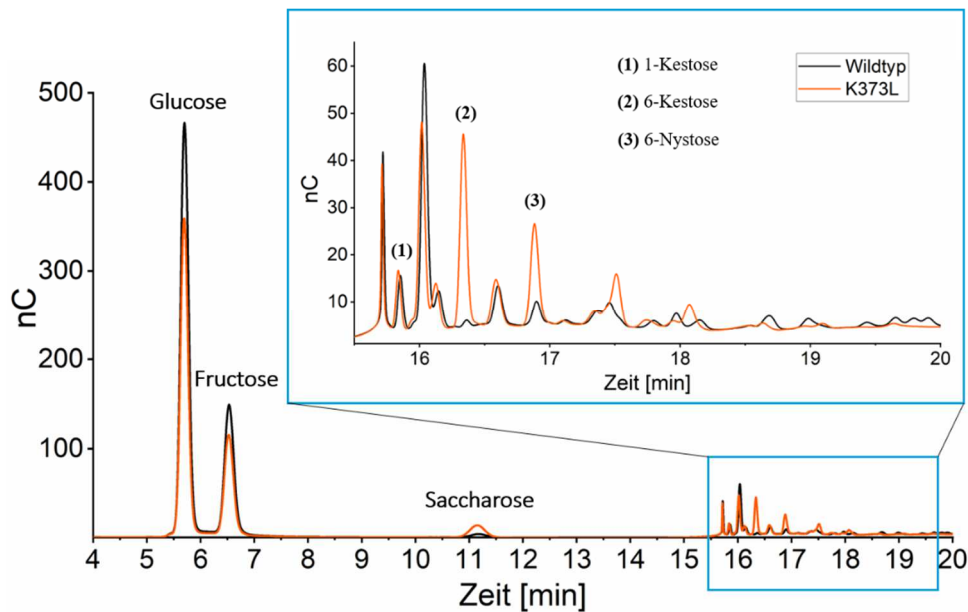 500
400
300
200
100
nC
Glucose
Fructose
Saccharose
4 5 6 7 8 9 10 11 12 13 14 15 16 17 18 19 20
Zeit [min]
60
50
40
30
20
10
nC
(1) 1-Kestose
(2) 6-Kestose
(3) 6-Nystose
Wildtyp
K373L
(1)
(2)
(3)
16 17 18 19 20
Zeit [min]